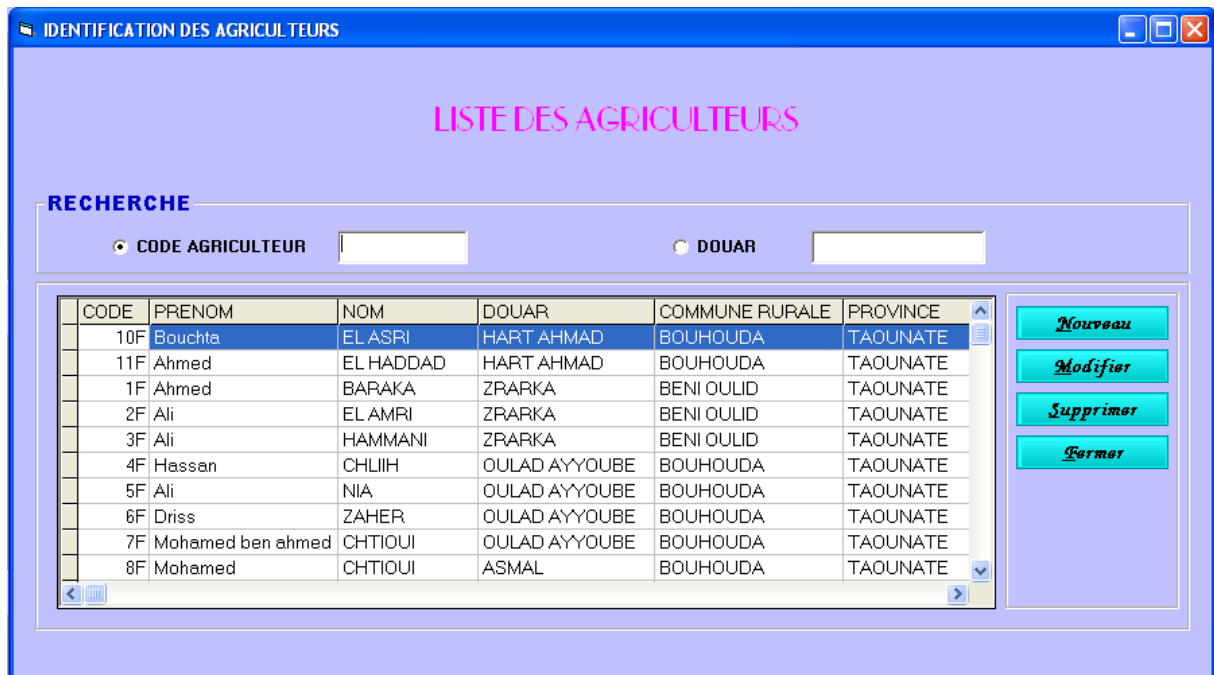 IDENTIFICATION DES AGRICULTEURS
LISTE DES AGRICULTEURS
RECHERCHE
CODE AGRICULTEUR DOUAR
CODE PRENOM NOM DOUAR COMMUNE RURALE PROVINCE
10F Bouchta EL ASRI HART AHMAD BOUHOUDA TAOUNATE
11F Ahmed EL HADDAD HART AHMAD BOUHOUDA TAOUNATE
1F Ahmed BARAKA ZRARKA BENI OULID TAOUNATE
2F Ali EL AMRI ZRARKA BENI OULID TAOUNATE
3F Ali HAMMANI ZRARKA BENI OULID TAOUNATE
4F Hassan CHLIIH OULAD AYYOUBE BOUHOUDA TAOUNATE
5F Ali NIA OULAD AYYOUBE BOUHOUDA TAOUNATE
6F Driss ZAHER OULAD AYYOUBE BOUHOUDA TAOUNATE
7F Mohamed ben ahmed CHTIOUI OULAD AYYOUBE BOUHOUDA TAOUNATE
8F Mohamed CHTIOUI ASMAL BOUHOUDA TAOUNATE
Nouveau
Modifier
Supprimer
Fermer